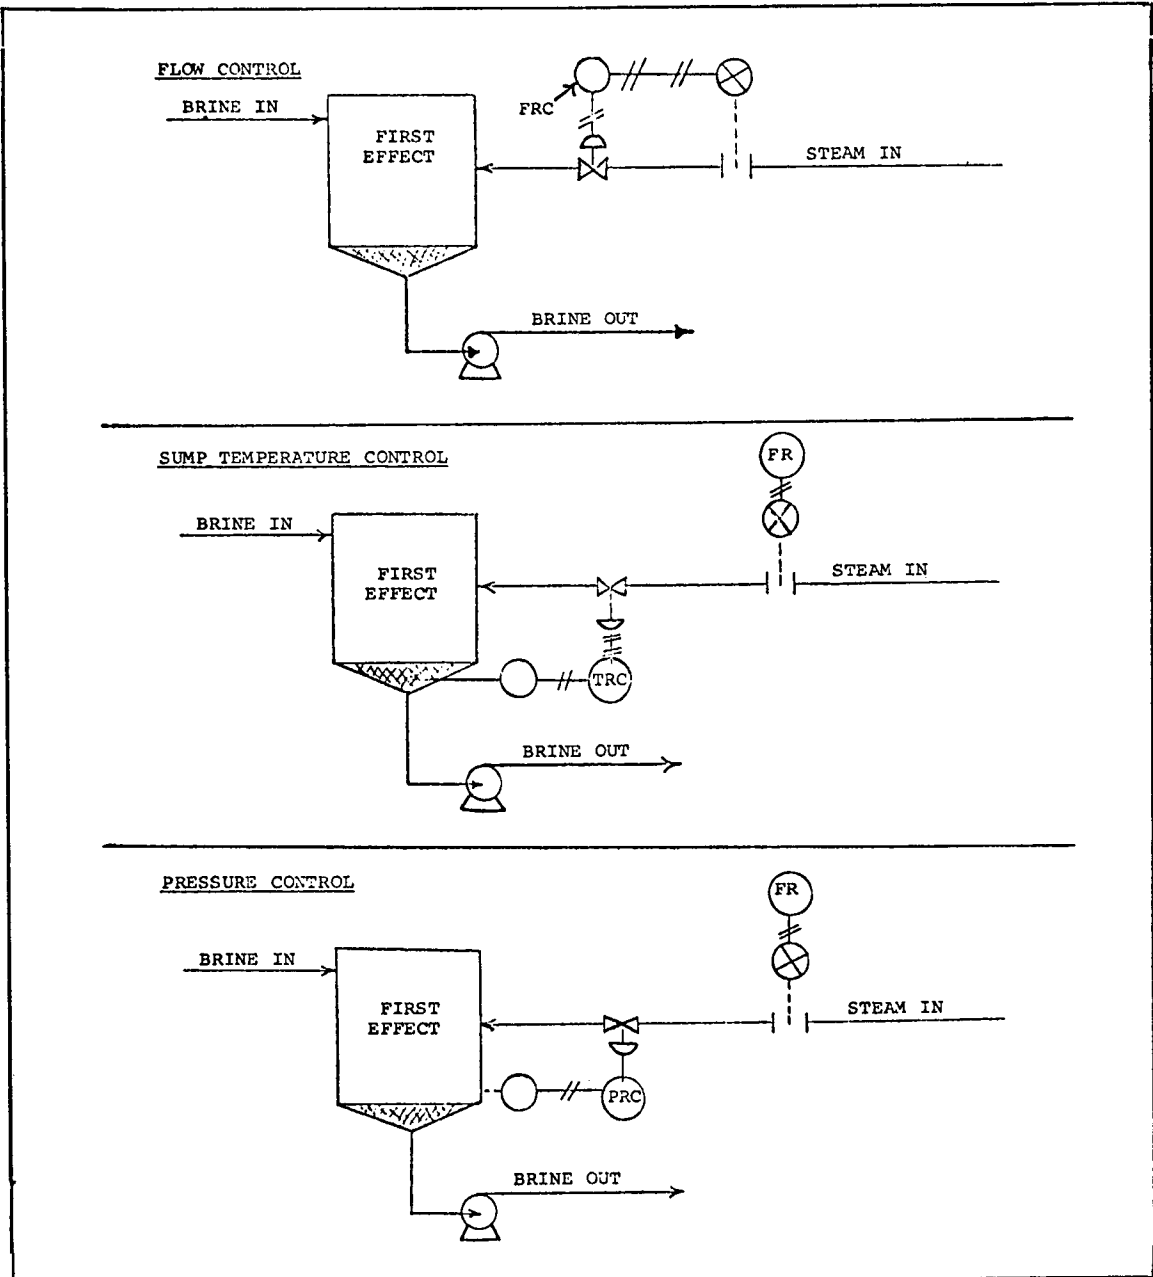 FLOW CONTROL
BRINE IN
FIRST
EFFECT
FRC
STEAM IN
BRINE OUT
SUMP TEMPERATURE CONTROL
FR
BRINE IN
FIRST
EFFECT
STEAM IN
TRC
BRINE OUT
PRESSURE CONTROL
FR
BRINE IN
FIRST
EFFECT
STEAM IN
PRC
BRINE OUT